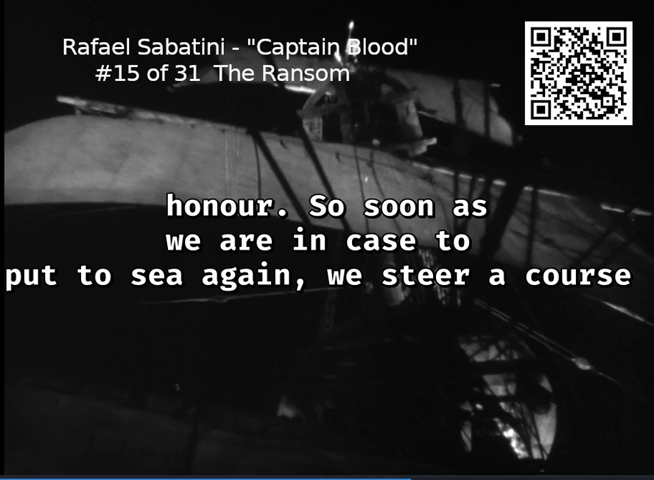 Rafael Sabatini - "Captain Blood"
#15 of 31  The Ransom
honour. So soon as
we are in case to
put to sea again, we steer a course